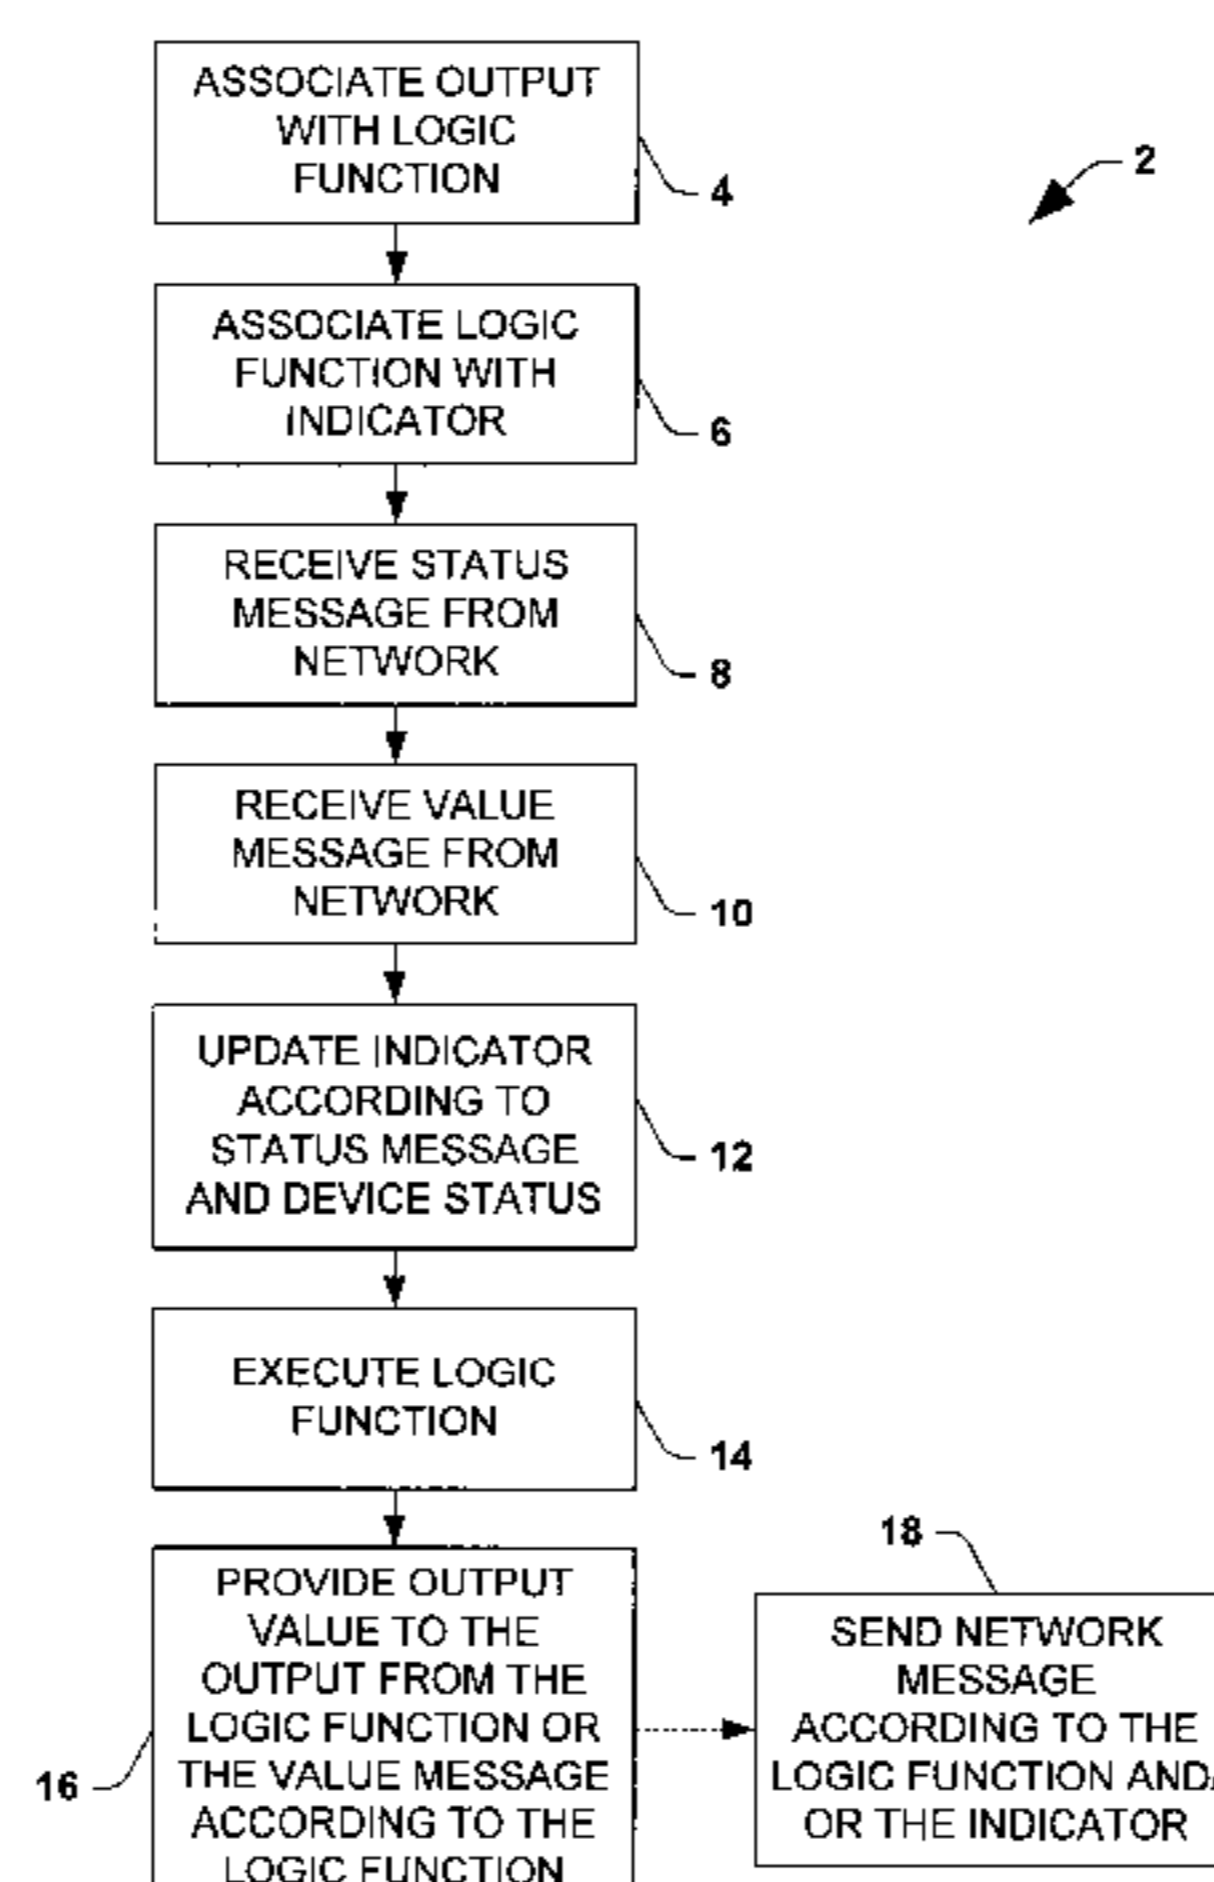 ASSOCIATE OUTPUT
WITH LOGIC
FUNCTION
4
2
ASSOCIATE LOGIC
FUNCTION WITH
INDICATOR
6
RECEIVE STATUS
MESSAGE FROM
NETWORK
8
RECEIVE VALUE
MESSAGE FROM
NETWORK
10
UPDATE INDICATOR
ACCORDING TO
STATUS MESSAGE
AND DEVICE STATUS
12
EXECUTE LOGIC
FUNCTION
14
PROVIDE OUTPUT
VALUE TO THE
OUTPUT FROM THE
LOGIC FUNCTION OR
THE VALUE MESSAGE
ACCORDING TO THE
LOGIC FUNCTION
16
18
SEND NETWORK
MESSAGE
ACCORDING TO THE
LOGIC FUNCTION AND/
OR THE INDICATOR